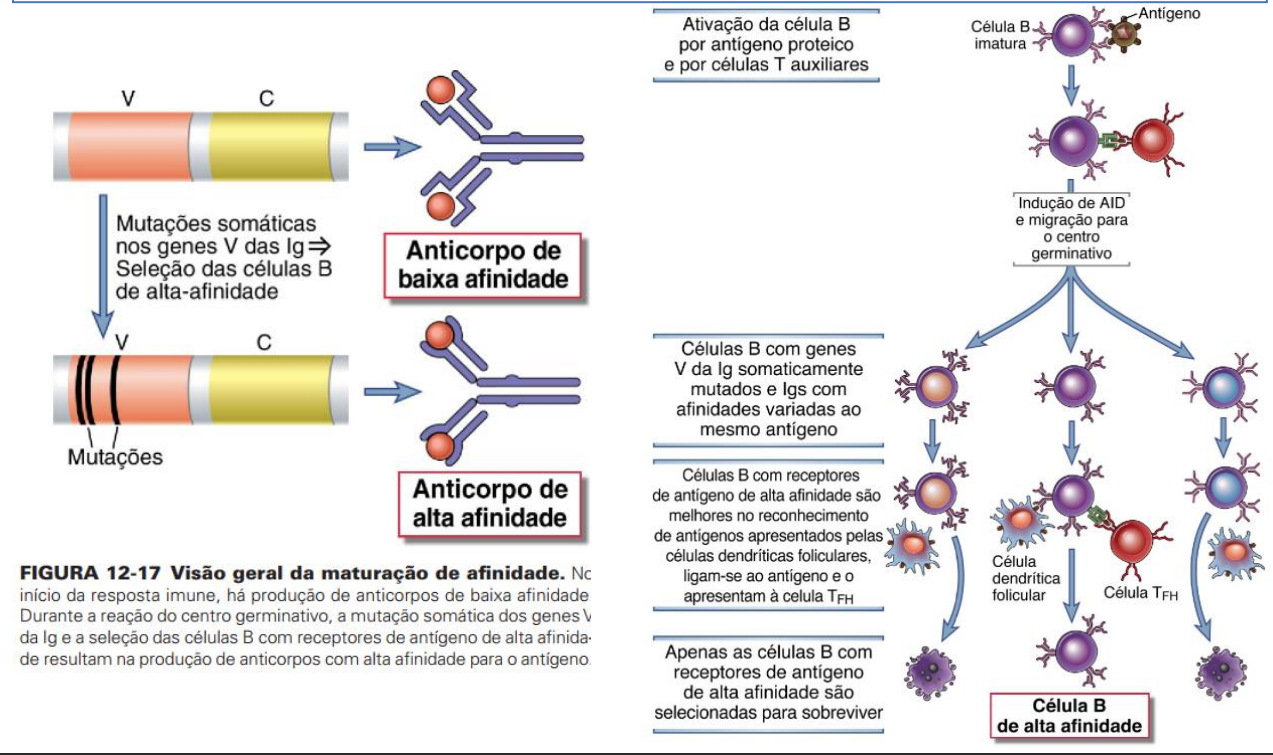 V
C
Mutações somáticas
nos genes V das Ig⇒
Seleção das células B
de alta-afinidade
Anticorpo de
baixa afinidade
V
C
Mutações
Anticorpo de
alta afinidade
FIGURA 12-17 Visão geral da maturação de afinidade. No
início da resposta imune, há produção de anticorpos de baixa afinidade.
Durante a reação do centro germinativo, a mutação somática dos genes V
da Ig e a seleção das células B com receptores de antígeno de alta afinida-
de resultam na produção de anticorpos com alta afinidade para o antígeno.
Ativação da célula B
por antígeno proteico
e por células T auxiliares
Célula B
imatura
Antígeno
Indução de AID
e migração para
o centro
germinativo
Células B com genes
V da Ig somaticamente
mutados e Igs com
afinidades variadas ao
mesmo antígeno
Células B com receptores
de antígeno de alta afinidade são
melhores no reconhecimento
de antígenos apresentados pelas
células dendríticas foliculares,
ligam-se ao antígeno e o
apresentam à celula TFH
Célula
dendrítica
folicular
Célula TFH
Apenas as células B com
receptores de antígeno
de alta afinidade são
selecionadas para sobreviver
Célula B
de alta afinidade